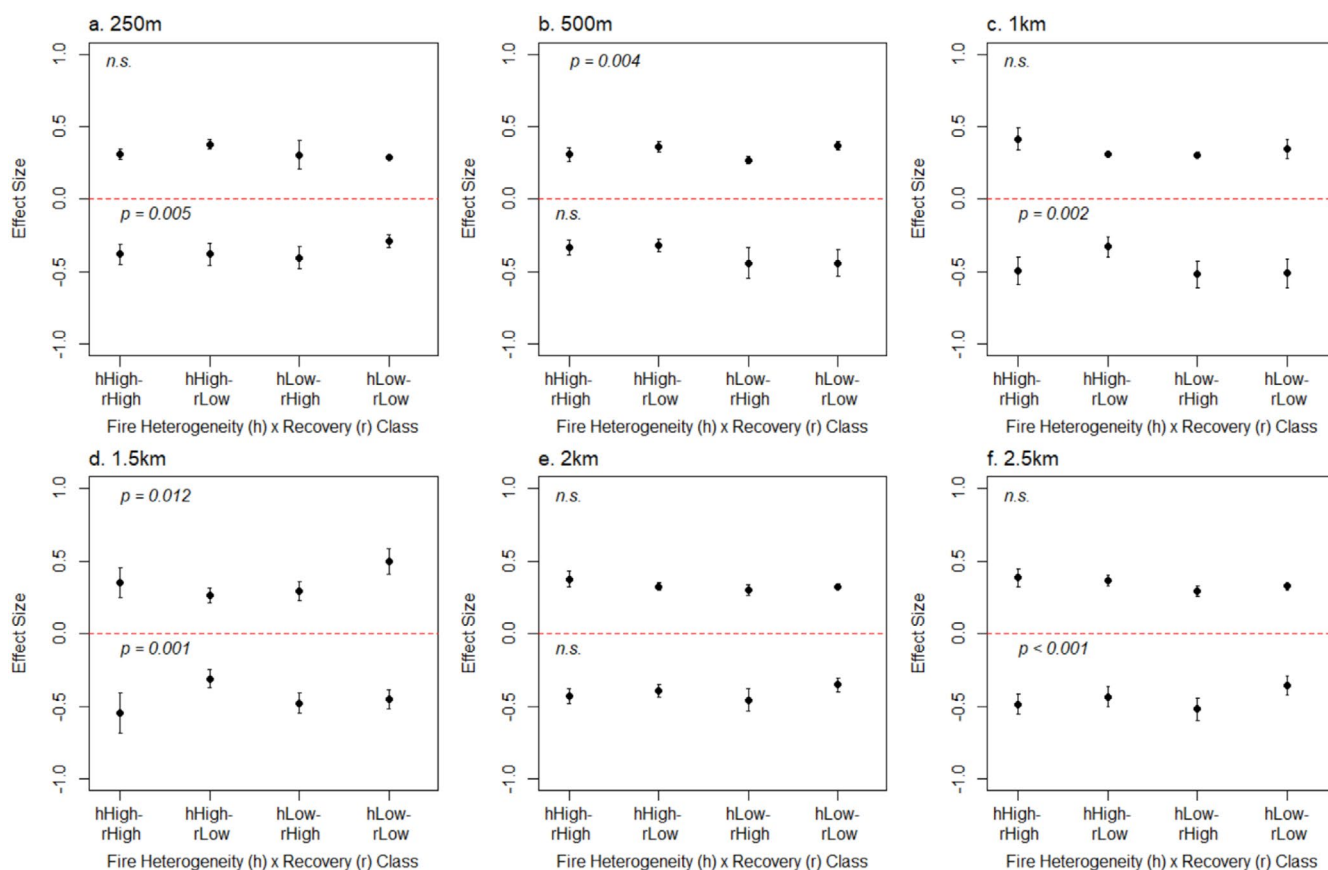 a. 250m
1.0
0.5
0.0
-0.5
-1.0
Effect Size
n.s.
p = 0.005
hHigh-
rHigh
hHigh-
rLow
hLow-
rHigh
hLow-
rLow
Fire Heterogeneity (h) x Recovery (r) Class
b. 500m
1.0
0.5
0.0
-0.5
-1.0
Effect Size
p = 0.004
n.s.
hHigh-
rHigh
hHigh-
rLow
hLow-
rHigh
hLow-
rLow
Fire Heterogeneity (h) x Recovery (r) Class
c. 1km
1.0
0.5
0.0
-0.5
-1.0
Effect Size
n.s.
p = 0.002
hHigh-
rHigh
hHigh-
rLow
hLow-
rHigh
hLow-
rLow
Fire Heterogeneity (h) x Recovery (r) Class
d. 1.5km
1.0
0.5
0.0
-0.5
-1.0
Effect Size
p = 0.012
p = 0.001
hHigh-
rHigh
hHigh-
rLow
hLow-
rHigh
hLow-
rLow
Fire Heterogeneity (h) x Recovery (r) Class
e. 2km
1.0
0.5
0.0
-0.5
-1.0
Effect Size
n.s.
n.s.
hHigh-
rHigh
hHigh-
rLow
hLow-
rHigh
hLow-
rLow
Fire Heterogeneity (h) x Recovery (r) Class
f. 2.5km
1.0
0.5
0.0
-0.5
-1.0
Effect Size
n.s.
p < 0.001
hHigh-
rHigh
hHigh-
rLow
hLow-
rHigh
hLow-
rLow
Fire Heterogeneity (h) x Recovery (r) Class